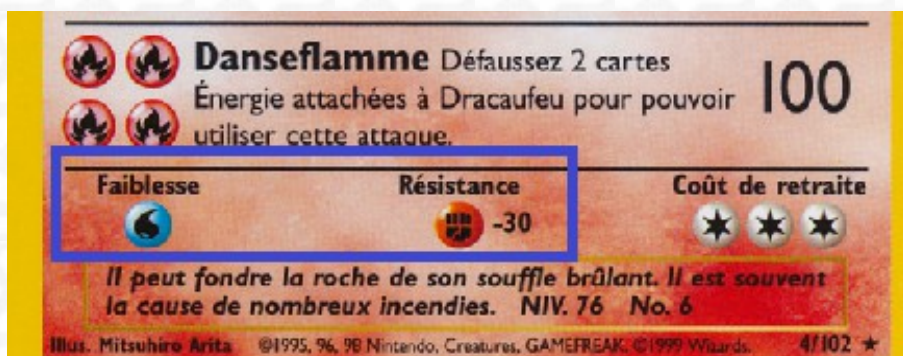 Danseflamme Défaussez 2 cartes
Énergie attachées à Dracaufeu pour pouvoir 100
utiliser cette attaque.
Faiblesse Résistance Coût de retraite
-30
Il peut fondre la roche de son souffle brûlant. Il est souvent
la cause de nombreux incendies. NIV. 76 No. 6
Illus. Mitsuhiro Arita ©1995, 96, 98 Nintendo, Creatures, GAMEFREAK. ©1999 Wizards. 4/102 ★